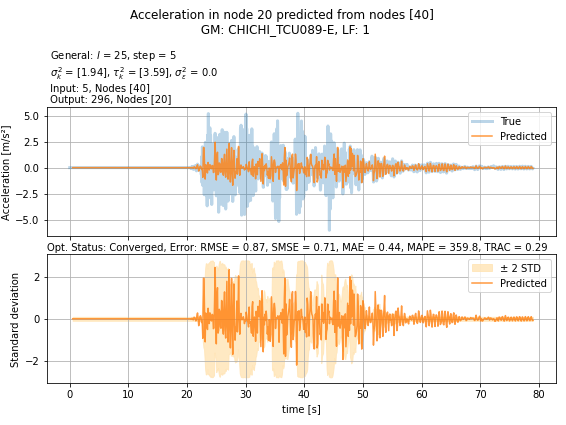 Acceleration in node 20 predicted from nodes [40]
GM: CHICHI_TCU089-E, LF: 1
General: l = 25, step = 5
σ²ₖ = [1.94], τ²ₖ = [3.59], σ²ε = 0.0
Input: 5, Nodes [40]
Output: 296, Nodes [20]
Acceleration [m/s²]
5.0
2.5
0.0
−2.5
−5.0
True
Predicted
Opt. Status: Converged, Error: RMSE = 0.87, SMSE = 0.71, MAE = 0.44, MAPE = 359.8, TRAC = 0.29
Standard deviation
2
0
−2
± 2 STD
Predicted
0 10 20 30 40 50 60 70 80
time [s]